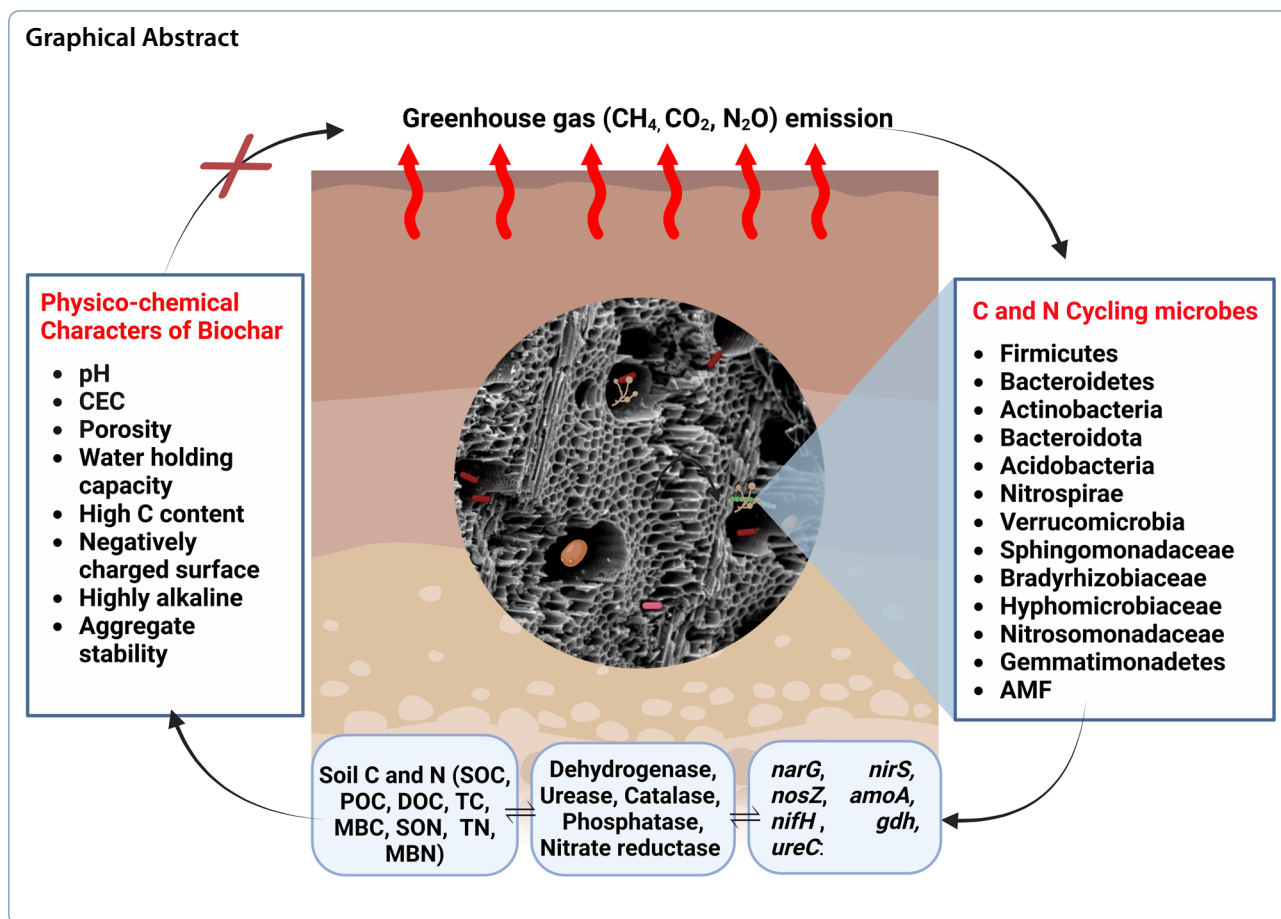 Graphical Abstract
Greenhouse gas (CH₄, CO₂, N₂O) emission
Physico-chemical
Characters of Biochar
• pH
• CEC
• Porosity
• Water holding
capacity
• High C content
• Negatively
charged surface
• Highly alkaline
• Aggregate
stability
C and N Cycling microbes
• Firmicutes
• Bacteroidetes
• Actinobacteria
• Bacteroidota
• Acidobacteria
• Nitrospirae
• Verrucomicrobia
• Sphingomonadaceae
• Bradyrhizobiaceae
• Hyphomicrobiaceae
• Nitrosomonadaceae
• Gemmatimonadetes
• AMF
Soil C and N (SOC,
POC, DOC, TC,
MBC, SON, TN,
MBN)
Dehydrogenase,
Urease, Catalase,
Phosphatase,
Nitrate reductase
narG, nirS,
nosZ, amoA,
nifH , gdh,
ureC.